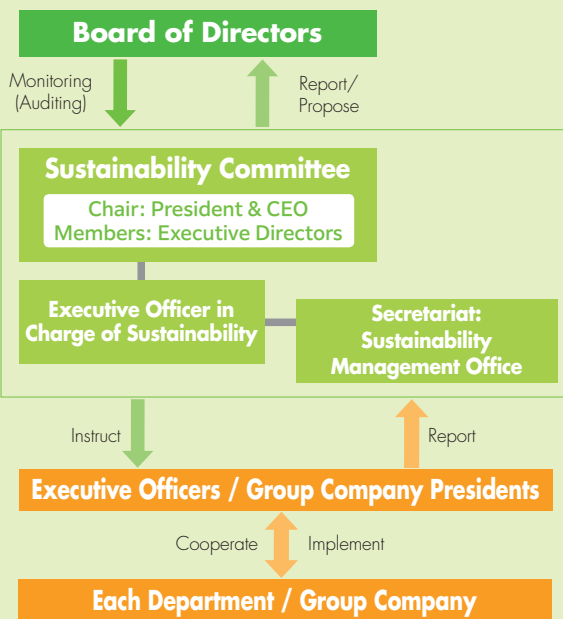 Board of Directors
Monitoring
(Auditing)
Report/
Propose
Sustainability Committee
Chair: President & CEO
Members: Executive Directors
Executive Officer in
Charge of Sustainability
Secretariat:
Sustainability
Management Office
Instruct
Report
Executive Officers / Group Company Presidents
Cooperate
Implement
Each Department / Group Company